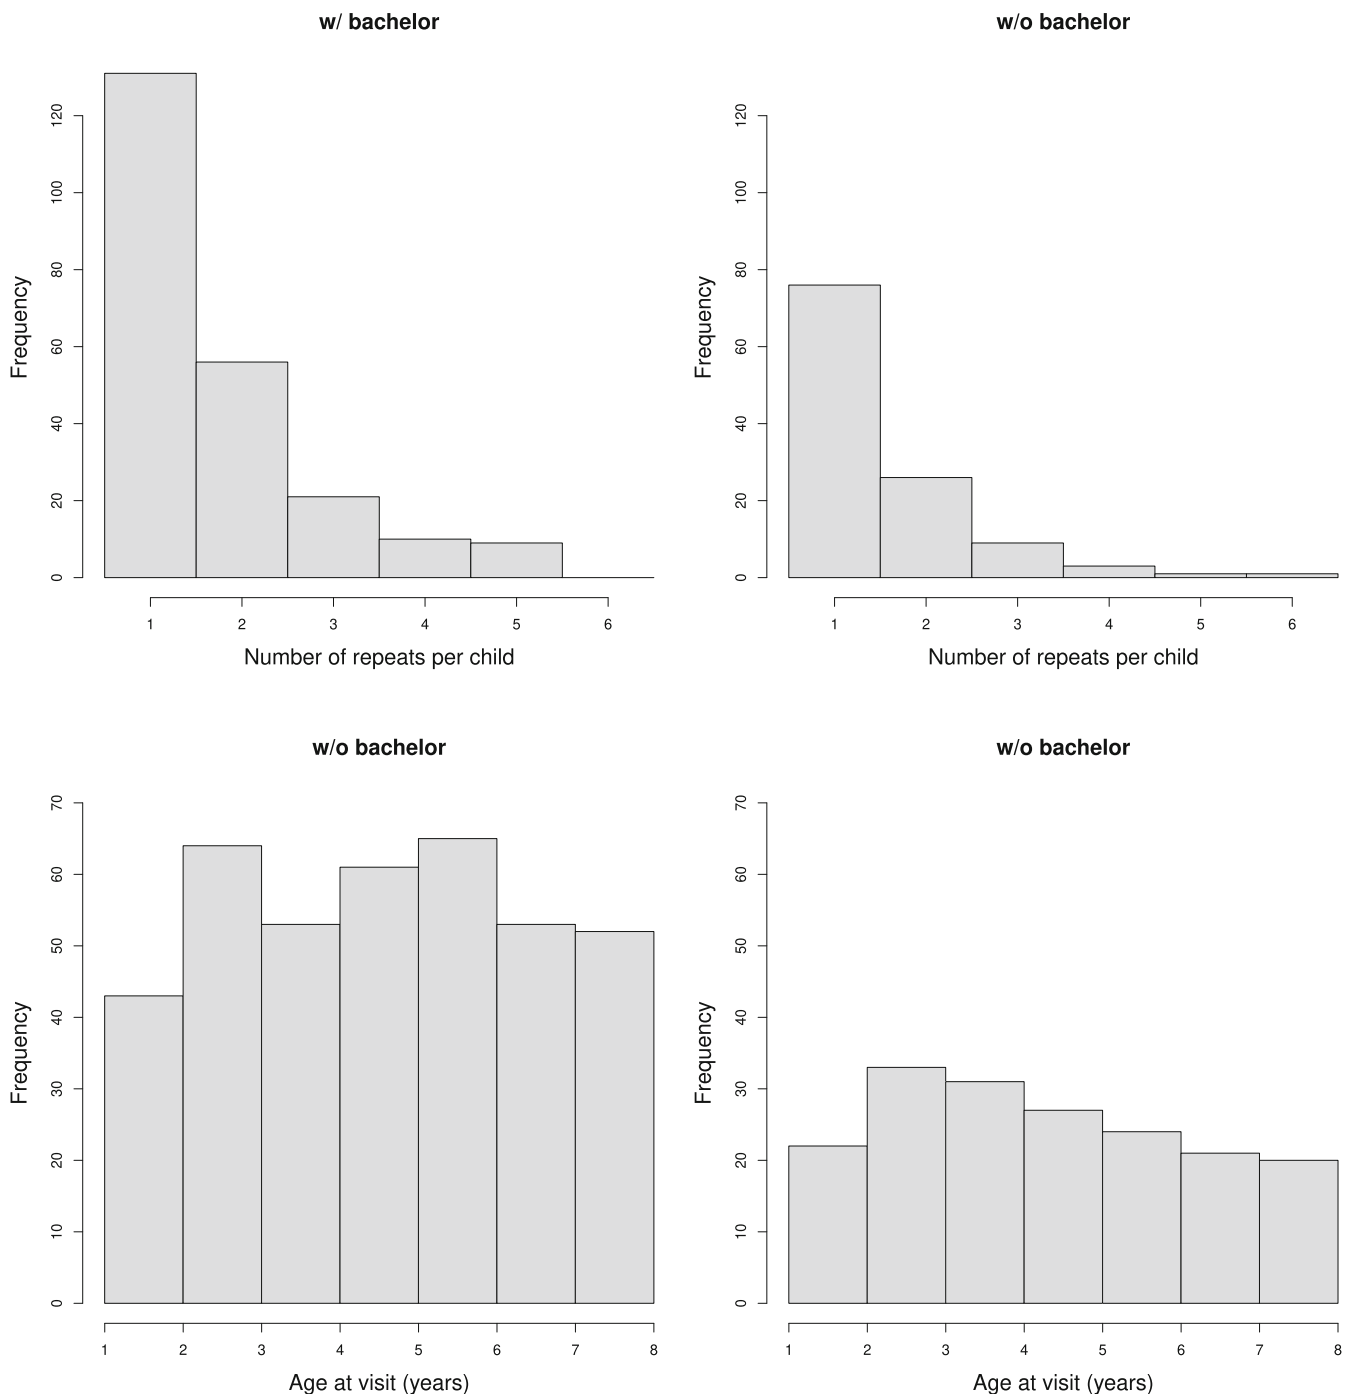 w/ bachelor
w/o bachelor
Frequency
0 20 40 60 80 100 120
1 2 3 4 5 6
Number of repeats per child
Frequency
0 20 40 60 80 100 120
1 2 3 4 5 6
Number of repeats per child
w/o bachelor
w/o bachelor
Frequency
0 10 20 30 40 50 60 70
1 2 3 4 5 6 7 8
Age at visit (years)
Frequency
0 10 20 30 40 50 60 70
1 2 3 4 5 6 7 8
Age at visit (years)